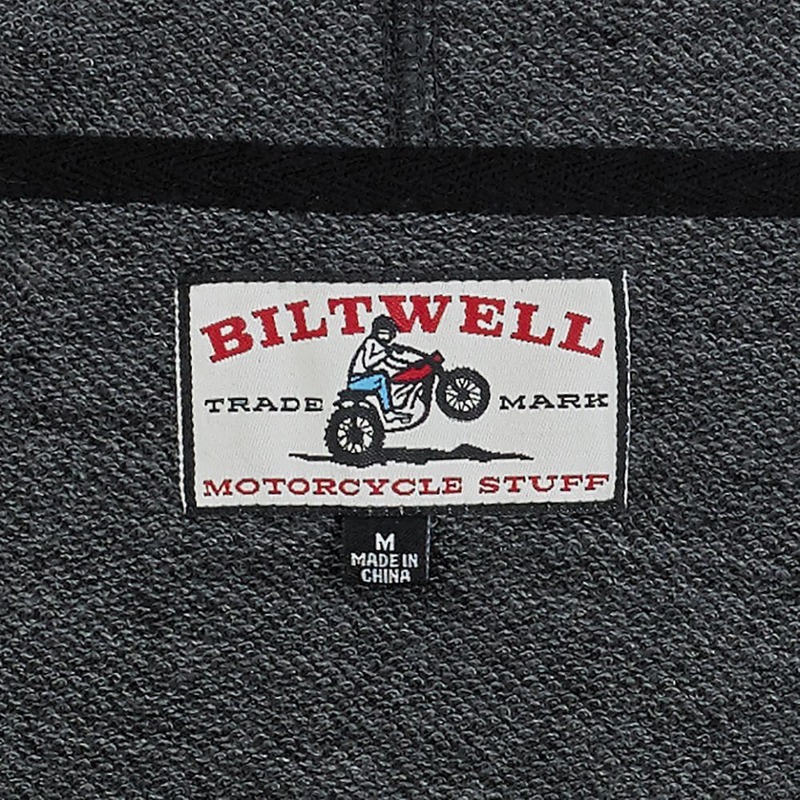 BILTWELL
TRADE MARK
MOTORCYCLE STUFF
M
MADE IN
CHINA